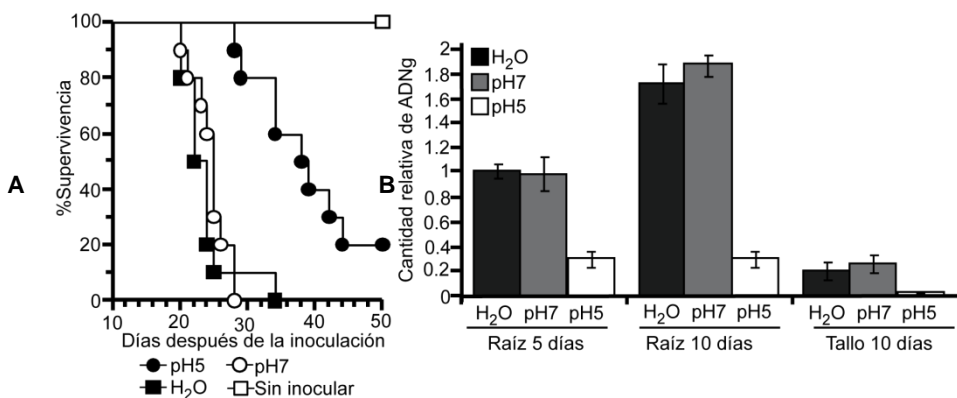 A
%Supervivencia
100
80
60
40
20
0
10 20 30 40 50
Días después de la inoculación
pH5 pH7
H₂O Sin inocular
B
Cantidad relativa de ADNg
2
1.8
1.6
1.4
1.2
1
0.8
0.6
0.4
0.2
0
H₂O
pH7
pH5
H₂O pH7 pH5 H₂O pH7 pH5 H₂O pH7 pH5
Raíz 5 días Raíz 10 días Tallo 10 días